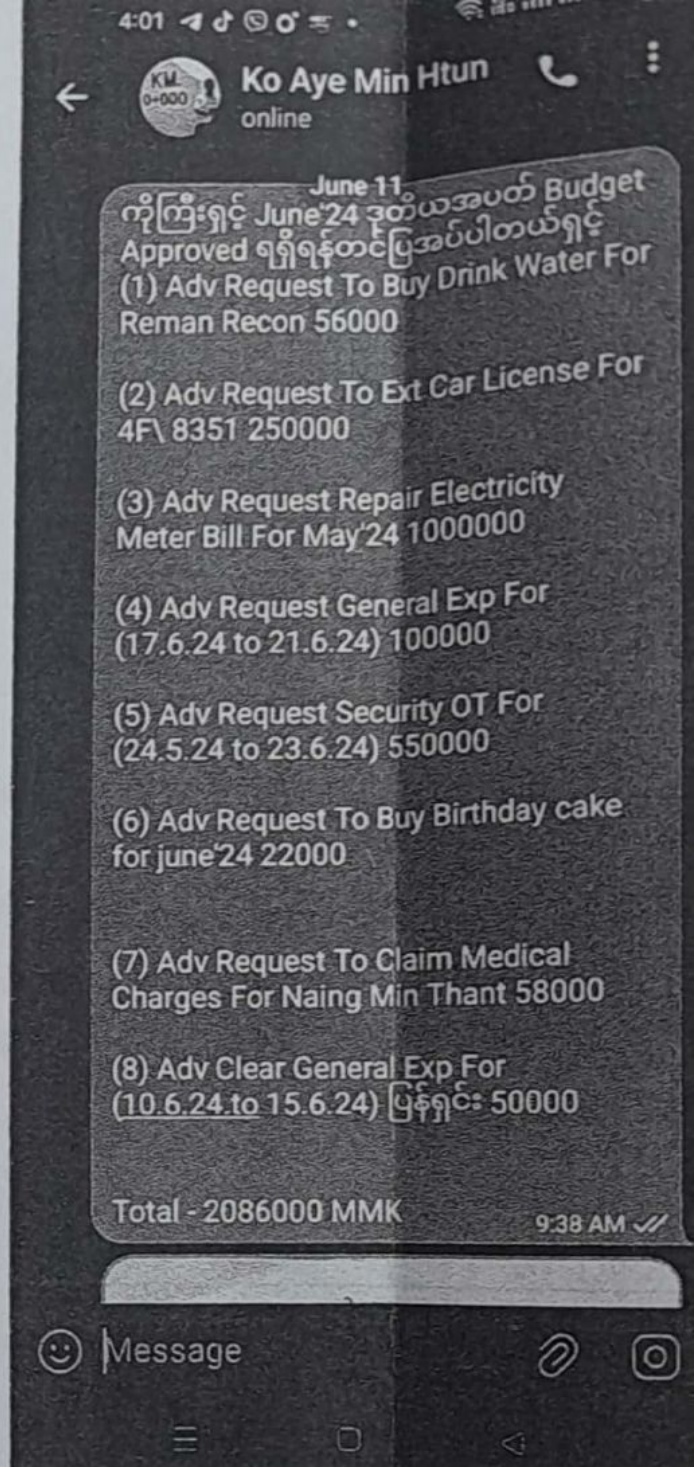 4:01
Ko Aye Min Htun
KM
0+000
online
June 11
ကိုကြီးရှင့် June'24 ဒုတိယအပတ် Budget
Approved ရရှိရန်တင်ပြအပ်ပါတယ်ရှင့်
(1) Adv Request To Buy Drink Water For
Reman Recon 56000
(2) Adv Request To Ext Car License For
4F\ 8351 250000
(3) Adv Request Repair Electricity
Meter Bill For May'24 1000000
(4) Adv Request General Exp For
(17.6.24 to 21.6.24) 100000
(5) Adv Request Security OT For
(24.5.24 to 23.6.24) 550000
(6) Adv Request To Buy Birthday cake
for june'24 22000
(7) Adv Request To Claim Medical
Charges For Naing Min Thant 58000
(8) Adv Clear General Exp For
(10.6.24.to 15.6.24) ပြန်ရှင်း 50000
Total - 2086000 MMK
9:38 AM
Message